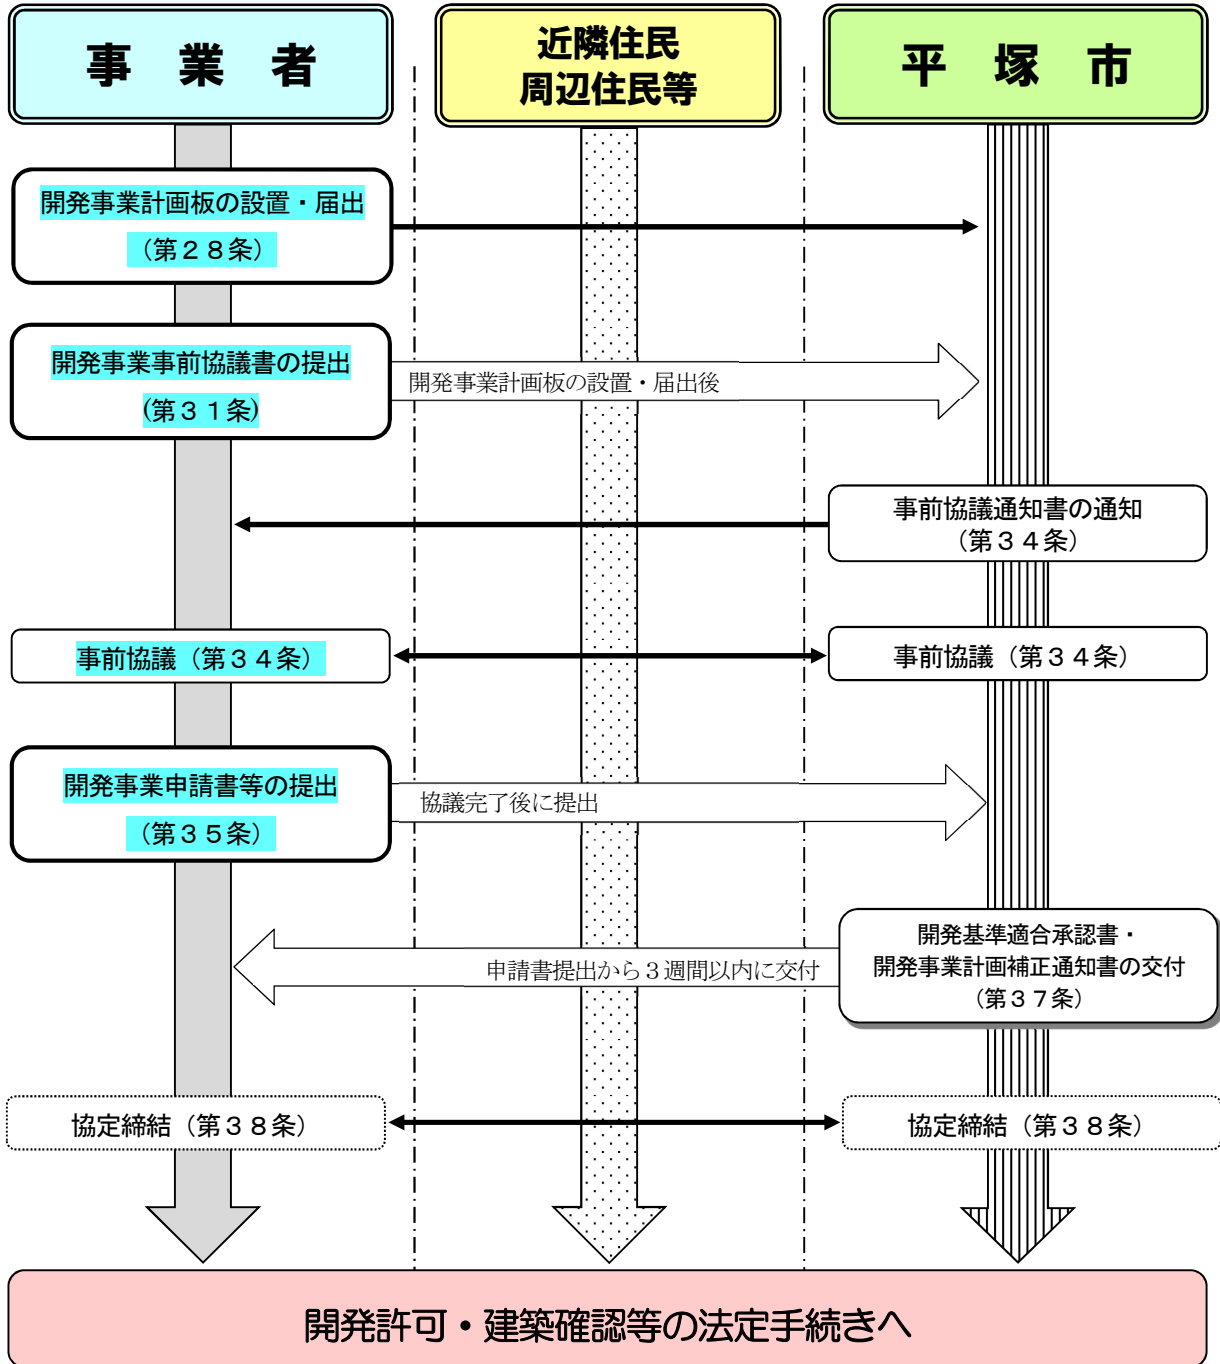 事 業 者
近隣住民
周辺住民等
平 塚 市
開発事業計画板の設置・届出
（第２８条）
開発事業事前協議書の提出
(第３１条)
開発事業計画板の設置・届出後
事前協議通知書の通知
（第３４条）
事前協議（第３４条）
事前協議（第３４条）
開発事業申請書等の提出
（第３５条）
協議完了後に提出
開発基準適合承認書・
開発事業計画補正通知書の交付
（第３７条）
申請書提出から３週間以内に交付
協定締結（第３８条）
協定締結（第３８条）
開発許可・建築確認等の法定手続きへ